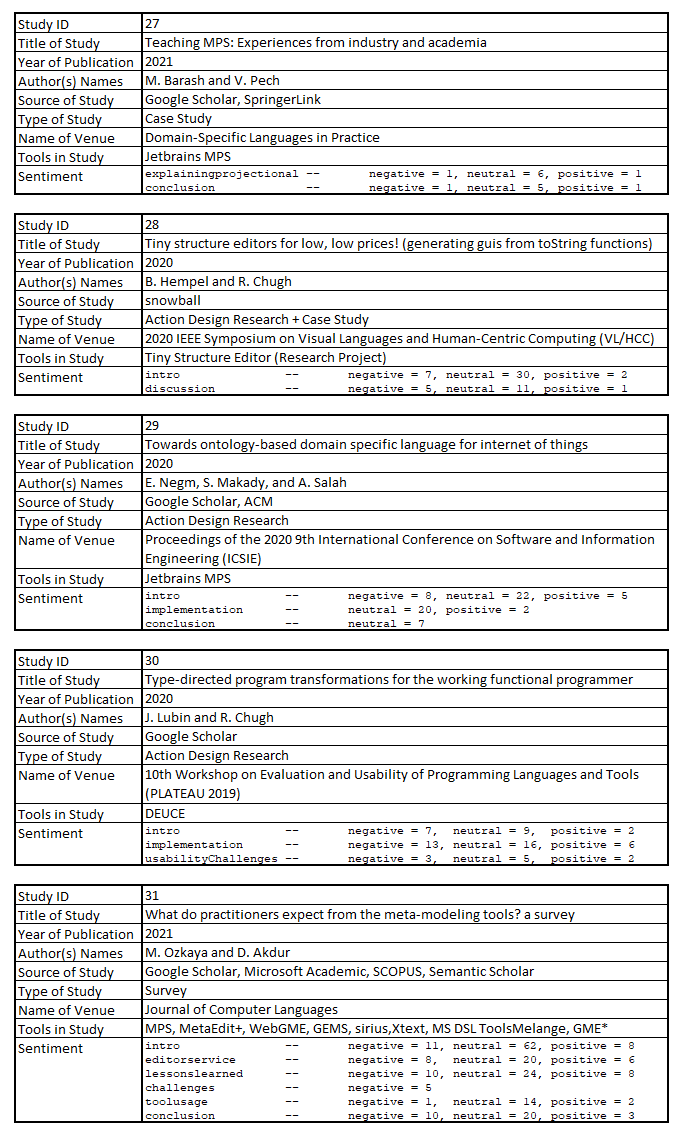 Study ID 27
Title of Study Teaching MPS: Experiences from industry and academia
Year of Publication 2021
Author(s) Names M. Barash and V. Pech
Source of Study Google Scholar, SpringerLink
Type of Study Case Study
Name of Venue Domain-Specific Languages in Practice
Tools in Study Jetbrains MPS
Sentiment explainingprojectional -- negative = 1, neutral = 6, positive = 1
conclusion -- negative = 1, neutral = 5, positive = 1
Study ID 28
Title of Study Tiny structure editors for low, low prices! (generating guis from toString functions)
Year of Publication 2020
Author(s) Names B. Hempel and R. Chugh
Source of Study snowball
Type of Study Action Design Research + Case Study
Name of Venue 2020 IEEE Symposium on Visual Languages and Human-Centric Computing (VL/HCC)
Tools in Study Tiny Structure Editor (Research Project)
Sentiment intro -- negative = 7, neutral = 30, positive = 2
discussion -- negative = 5, neutral = 11, positive = 1
Study ID 29
Title of Study Towards ontology-based domain specific language for internet of things
Year of Publication 2020
Author(s) Names E. Negm, S. Makady, and A. Salah
Source of Study Google Scholar, ACM
Type of Study Action Design Research
Name of Venue Proceedings of the 2020 9th International Conference on Software and Information
Engineering (ICSIE)
Tools in Study Jetbrains MPS
Sentiment intro -- negative = 8, neutral = 22, positive = 5
implementation -- neutral = 20, positive = 2
conclusion -- neutral = 7
Study ID 30
Title of Study Type-directed program transformations for the working functional programmer
Year of Publication 2020
Author(s) Names J. Lubin and R. Chugh
Source of Study Google Scholar
Type of Study Action Design Research
Name of Venue 10th Workshop on Evaluation and Usability of Programming Languages and Tools
(PLATEAU 2019)
Tools in Study DEUCE
Sentiment intro -- negative = 7, neutral = 9, positive = 2
implementation -- negative = 13, neutral = 16, positive = 6
usabilityChallenges -- negative = 3, neutral = 5, positive = 2
Study ID 31
Title of Study What do practitioners expect from the meta-modeling tools? a survey
Year of Publication 2021
Author(s) Names M. Ozkaya and D. Akdur
Source of Study Google Scholar, Microsoft Academic, SCOPUS, Semantic Scholar
Type of Study Survey
Name of Venue Journal of Computer Languages
Tools in Study MPS, MetaEdit+, WebGME, GEMS, sirius,Xtext, MS DSL ToolsMelange, GME*
Sentiment intro -- negative = 11, neutral = 62, positive = 8
editorservice -- negative = 8, neutral = 20, positive = 6
lessonslearned -- negative = 10, neutral = 24, positive = 8
challenges -- negative = 5
toolusage -- negative = 1, neutral = 14, positive = 2
conclusion -- negative = 10, neutral = 20, positive = 3